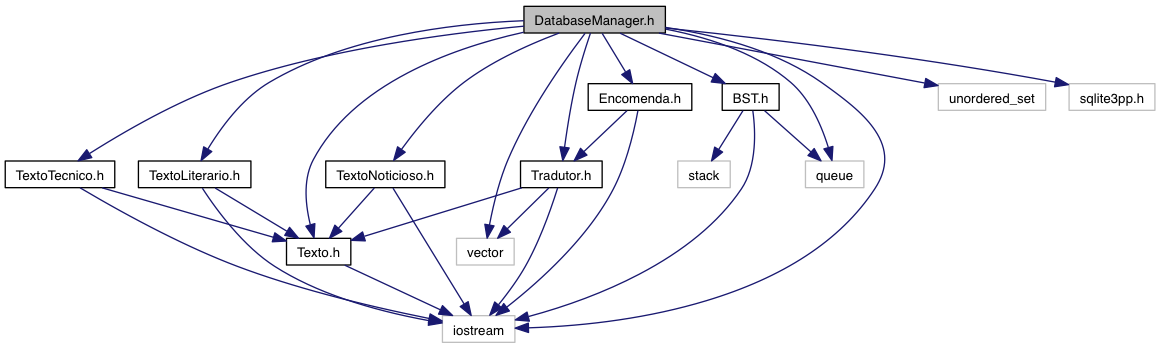 DatabaseManager.h
Encomenda.h
BST.h
unordered_set
sqlite3pp.h
TextoTecnico.h
TextoLiterario.h
TextoNoticioso.h
Tradutor.h
stack
queue
Texto.h
vector
iostream